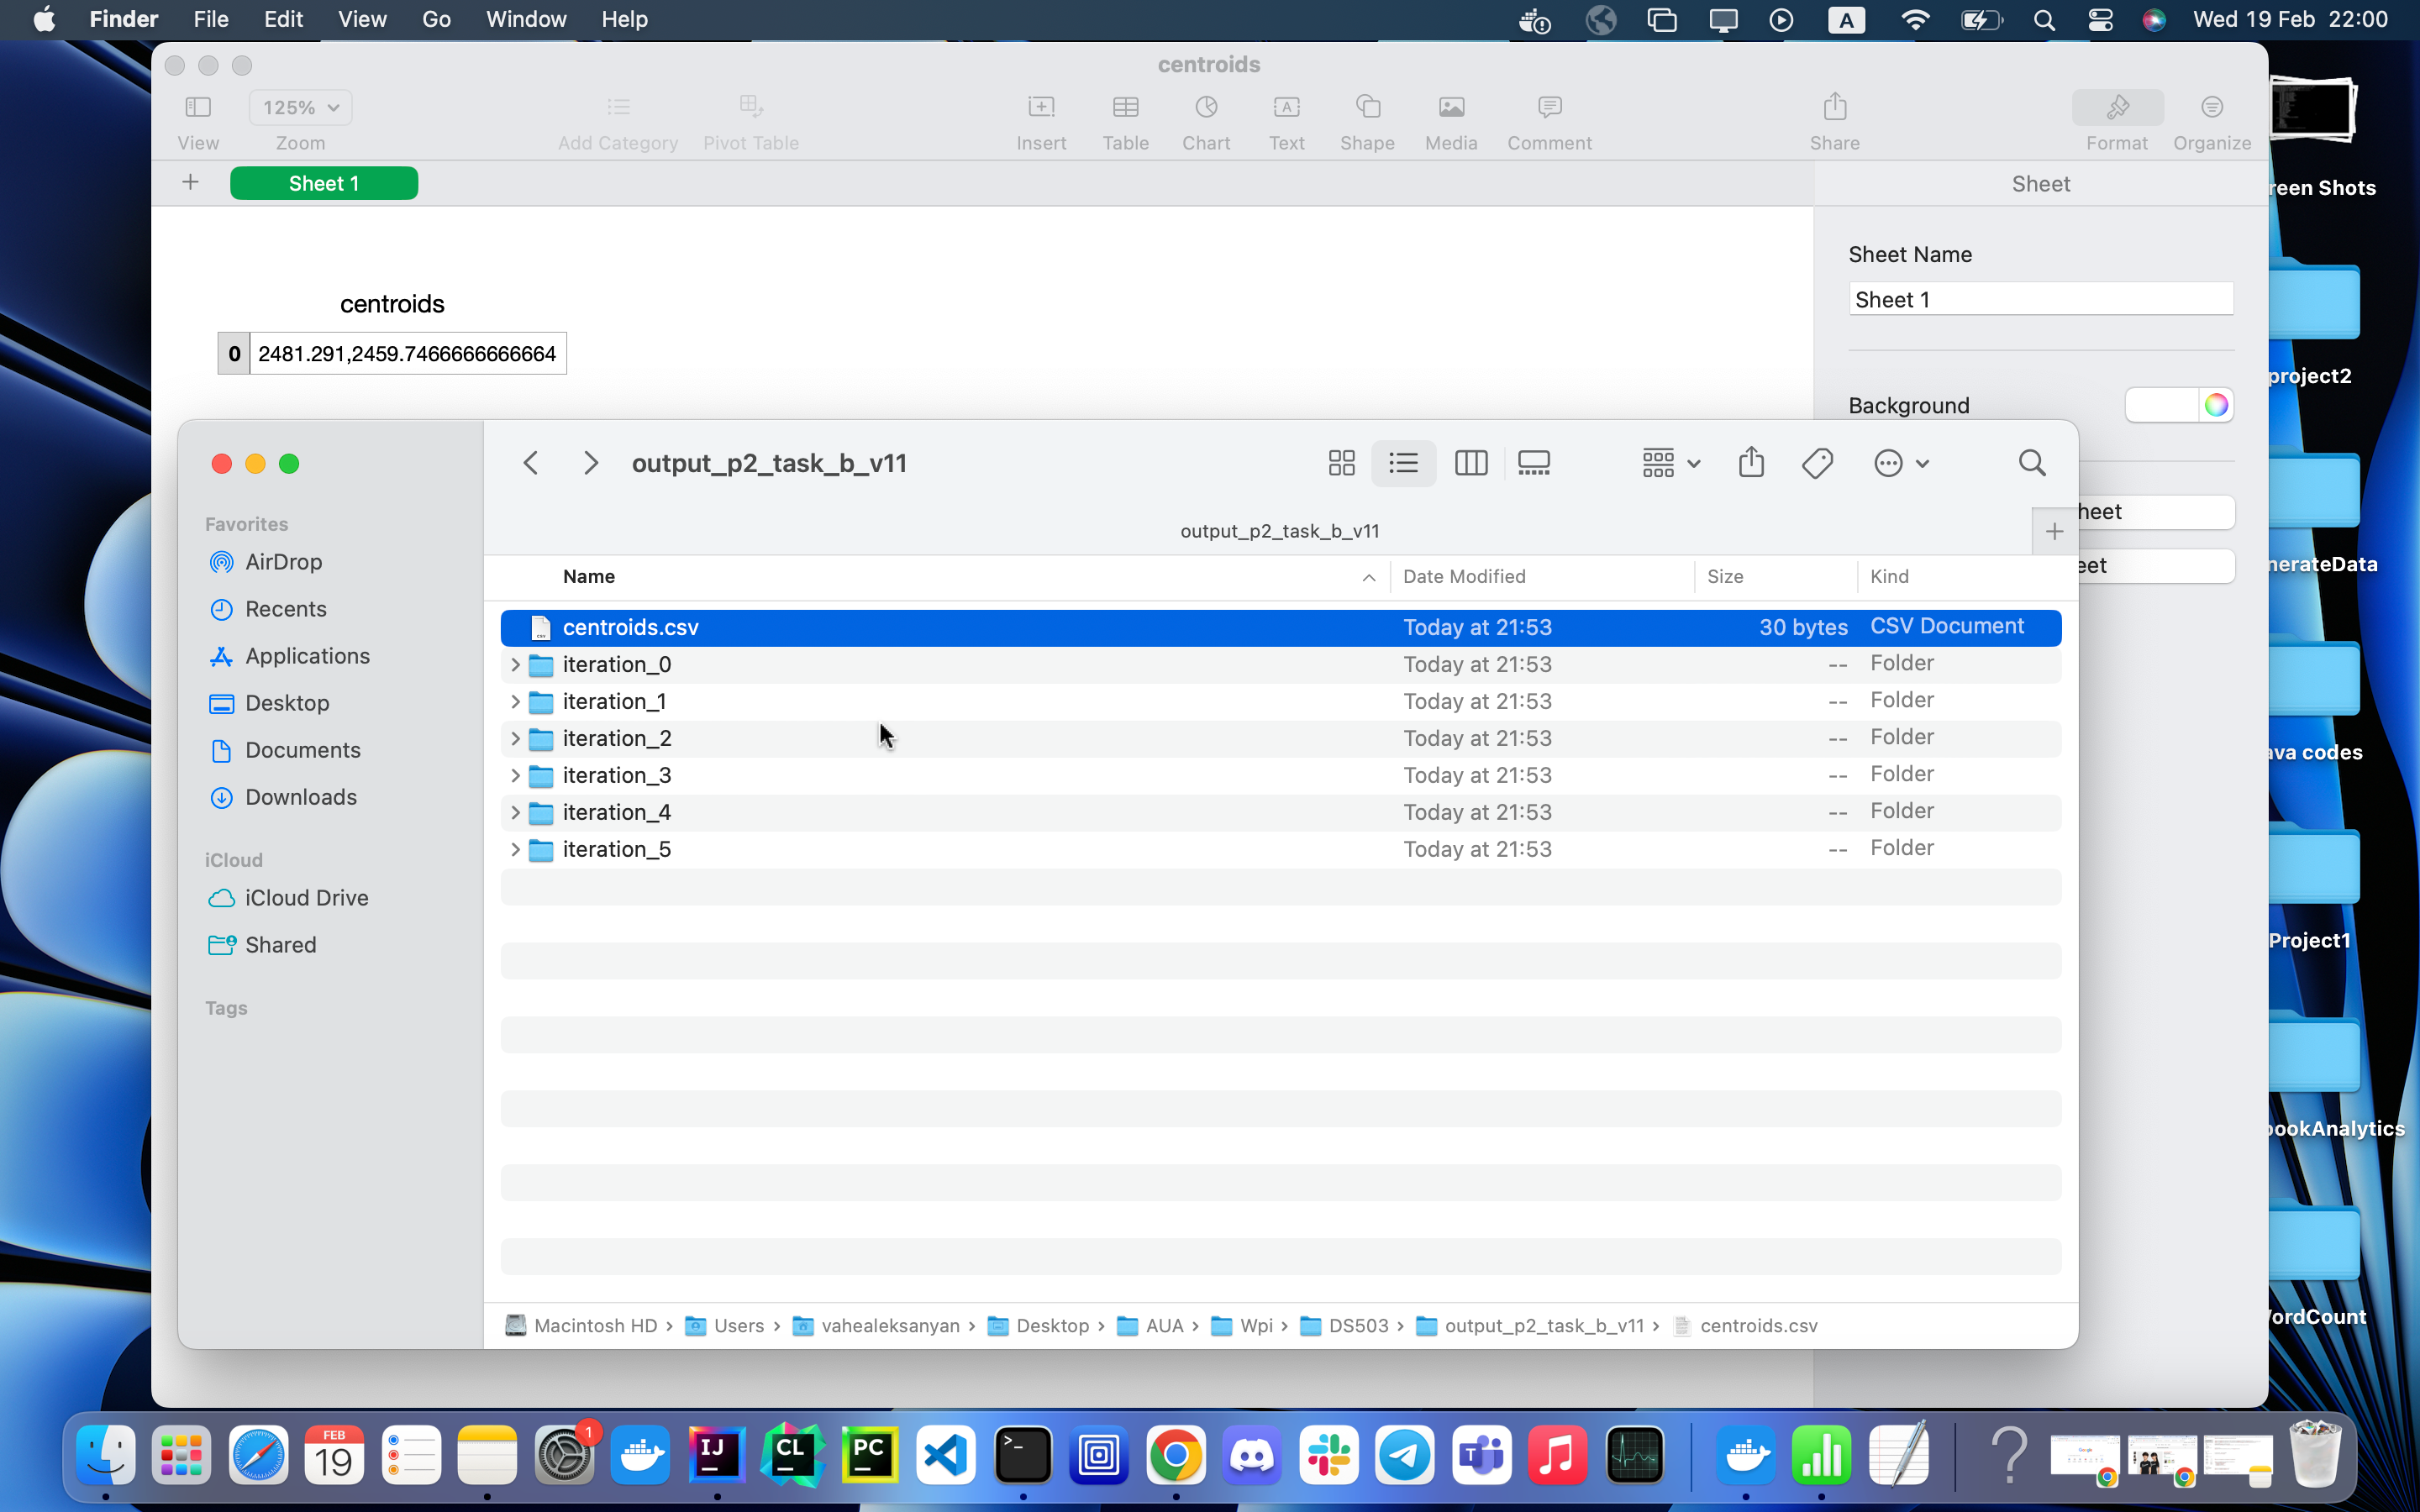 Finder File Edit View Go Window Help A Wed 19 Feb 22:00
centroids
125%
View Zoom Add Category Pivot Table Insert Table Chart Text Shape Media Comment Share Format Organize
Sheet 1 Sheet
Sheet Name
Sheet 1
centroids
0 2481.291,2459.7466666666664
Background
output_p2_task_b_v11
heet
output_p2_task_b_v11
eet
Name Date Modified Size Kind
centroids.csv Today at 21:53 30 bytes CSV Document
iteration_0 Today at 21:53 -- Folder
iteration_1 Today at 21:53 -- Folder
iteration_2 Today at 21:53 -- Folder
iteration_3 Today at 21:53 -- Folder
iteration_4 Today at 21:53 -- Folder
iteration_5 Today at 21:53 -- Folder
Favorites
AirDrop
Recents
Applications
Desktop
Documents
Downloads
iCloud
iCloud Drive
Shared
Tags
Macintosh HD › Users › vahealeksanyan › Desktop › AUA › Wpi › DS503 › output_p2_task_b_v11 › centroids.csv
reen Shots
project2
nerateData
ava codes
Project1
bookAnalytics
VordCount
FEB
19
1
IJ
CL
PC